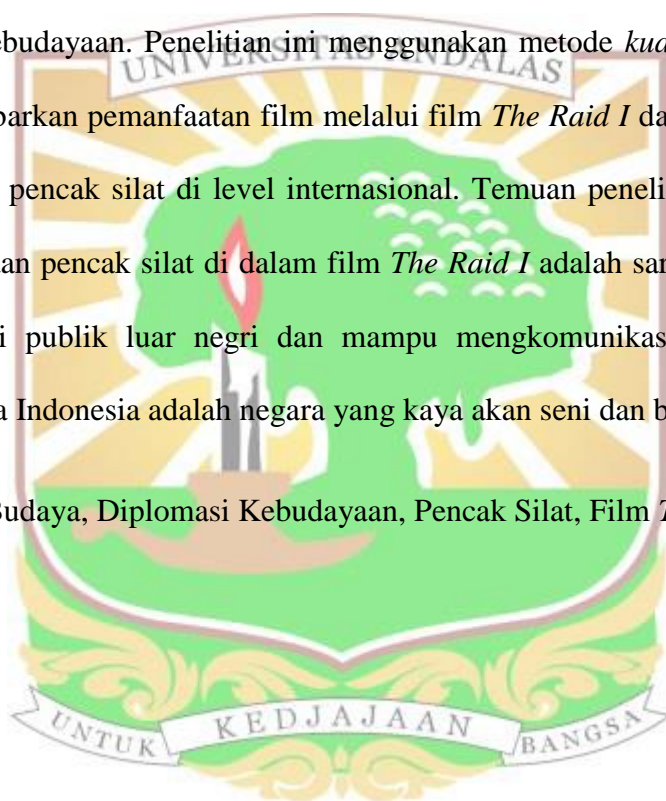 ebudayaan. Penelitian ini menggunakan metode
UNIVERSITAS ANDALAS
barkan pemanfaatan film melalui film The Raid I da
pencak silat di level internasional. Temuan peneli
an pencak silat di dalam film The Raid I adalah sar
i publik luar negri dan mampu mengkomunikas
a Indonesia adalah negara yang kaya akan seni dan b
Budaya, Diplomasi Kebudayaan, Pencak Silat, Film
UNTUK KEDJAJAAN BANGSA